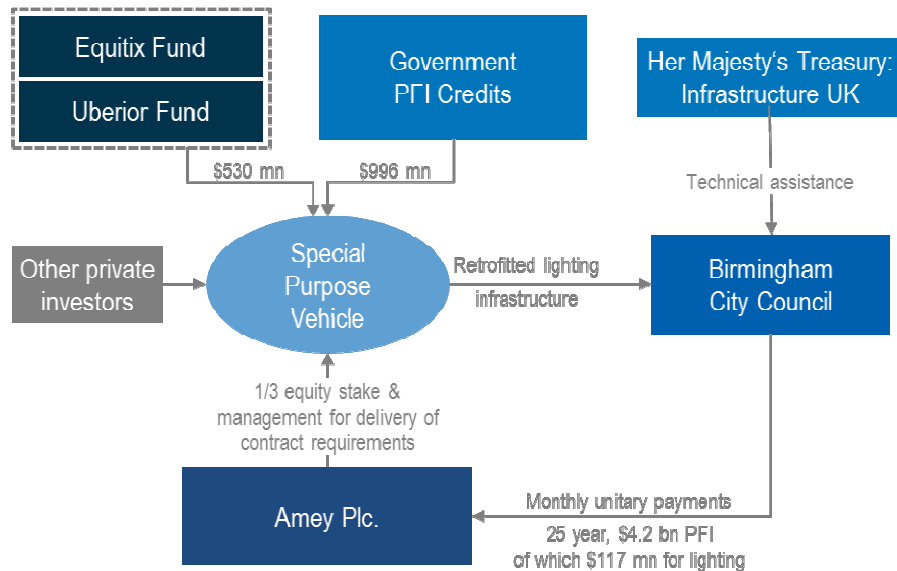 Equitix Fund
Uberior Fund
Government
PFI Credits
Her Majesty‘s Treasury:
Infrastructure UK
$530 mn
$996 mn
Technical assistance
Other private
investors
Special
Purpose
Vehicle
Retrofitted lighting
infrastructure
Birmingham
City Council
1/3 equity stake &
management for delivery of
contract requirements
Amey Plc.
Monthly unitary payments
25 year, $4.2 bn PFI
of which $117 mn for lighting